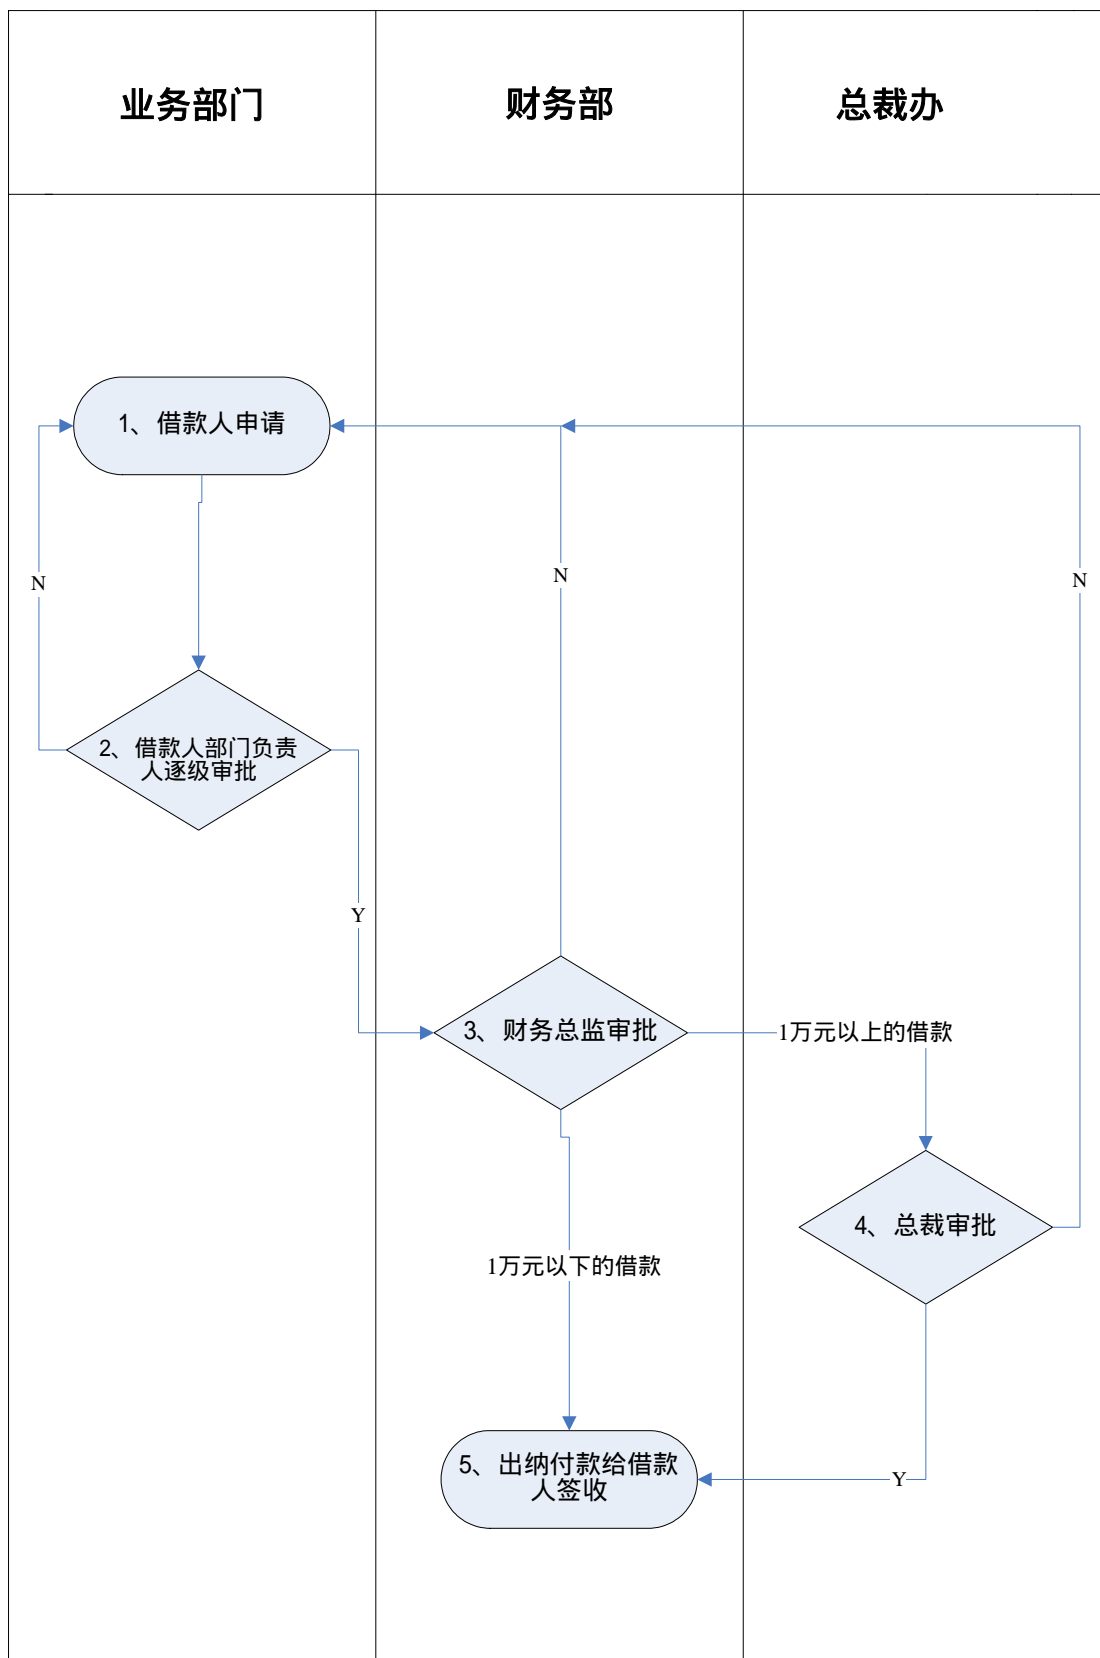 业务部门
财务部
总裁办
1、借款人申请
N
N
N
2、借款人部门负责
人逐级审批
Y
3、财务总监审批
1万元以上的借款
4、总裁审批
1万元以下的借款
5、出纳付款给借款
人签收
Y